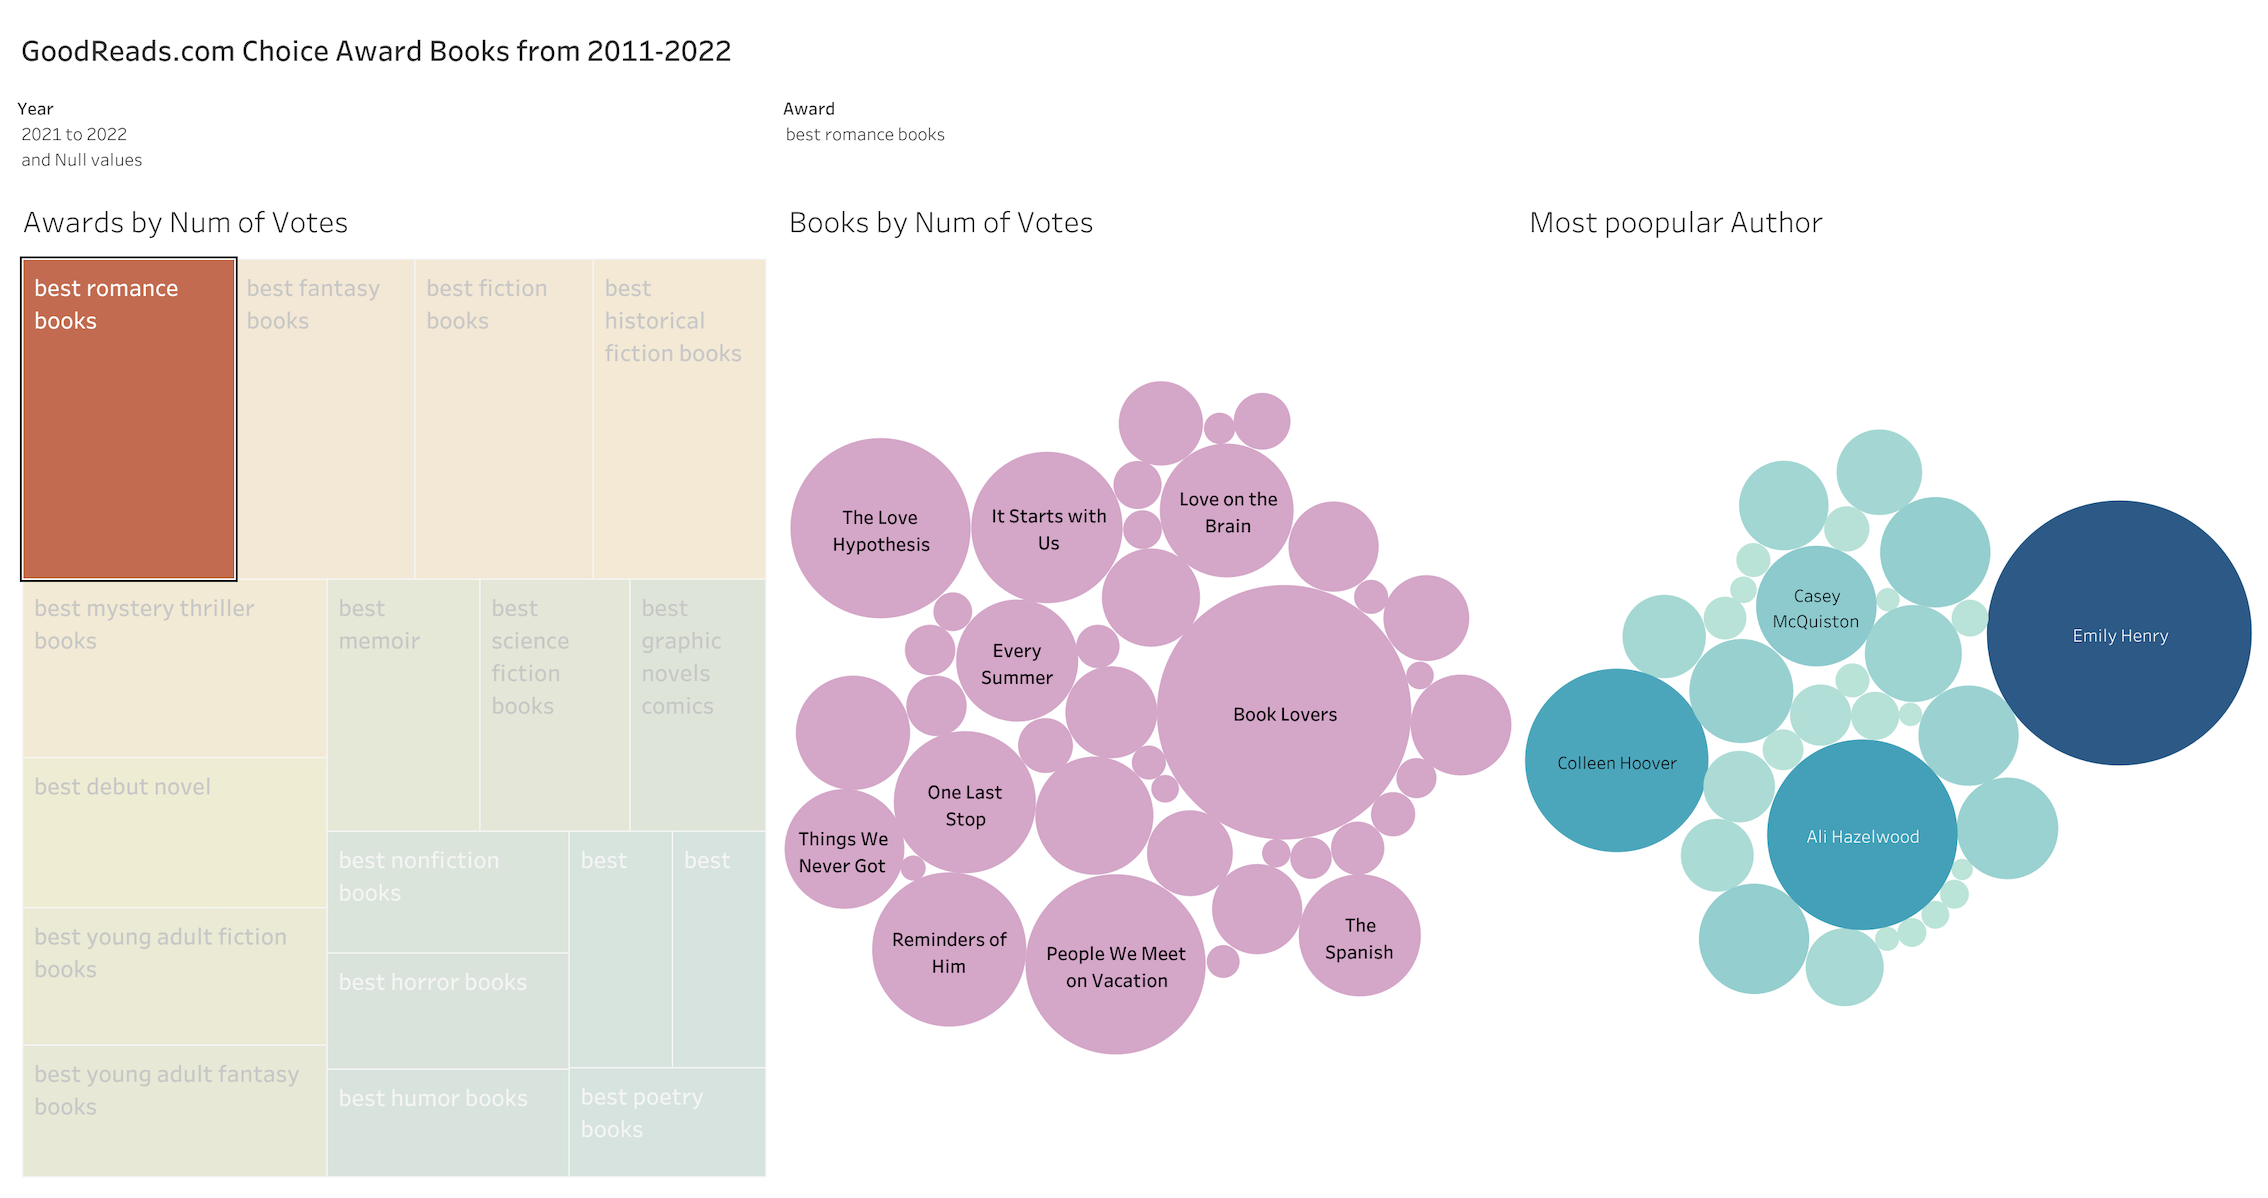 GoodReads.com Choice Award Books from 2011-2022
Year
2021 to 2022
and Null values
Award
best romance books
Awards by Num of Votes
best romance
books
best fantasy
books
best fiction
books
best
historical
fiction books
best mystery thriller
books
best
memoir
best
science
fiction
books
best
graphic
novels
comics
best debut novel
best young adult fiction
books
best young adult fantasy
books
best nonfiction
books
best
best
best horror books
best humor books
best poetry
books
Books by Num of Votes
The Love
Hypothesis
It Starts with
Us
Love on the
Brain
Every
Summer
Book Lovers
One Last
Stop
Things We
Never Got
Reminders of
Him
People We Meet
on Vacation
The
Spanish
Most poopular Author
Casey
McQuiston
Emily Henry
Colleen Hoover
Ali Hazelwood